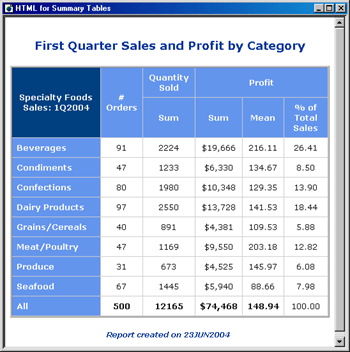 HTML for Summary Tables
First Quarter Sales and Profit by Category
Specialty Foods Sales: 1Q2004 # Orders Quantity Sold Profit
Sum Sum Mean % of Total Sales
Beverages 91 2224 $19,666 216.11 26.41
Condiments 47 1233 $6,330 134.67 8.50
Confections 80 1980 $10,348 129.35 13.90
Dairy Products 97 2550 $13,728 141.53 18.44
Grains/Cereals 40 891 $4,381 109.53 5.88
Meat/Poultry 47 1169 $9,550 203.18 12.82
Produce 31 673 $4,525 145.97 6.08
Seafood 67 1445 $5,940 88.66 7.98
All 500 12165 $74,468 148.94 100.00
Report created on 23JUN2004